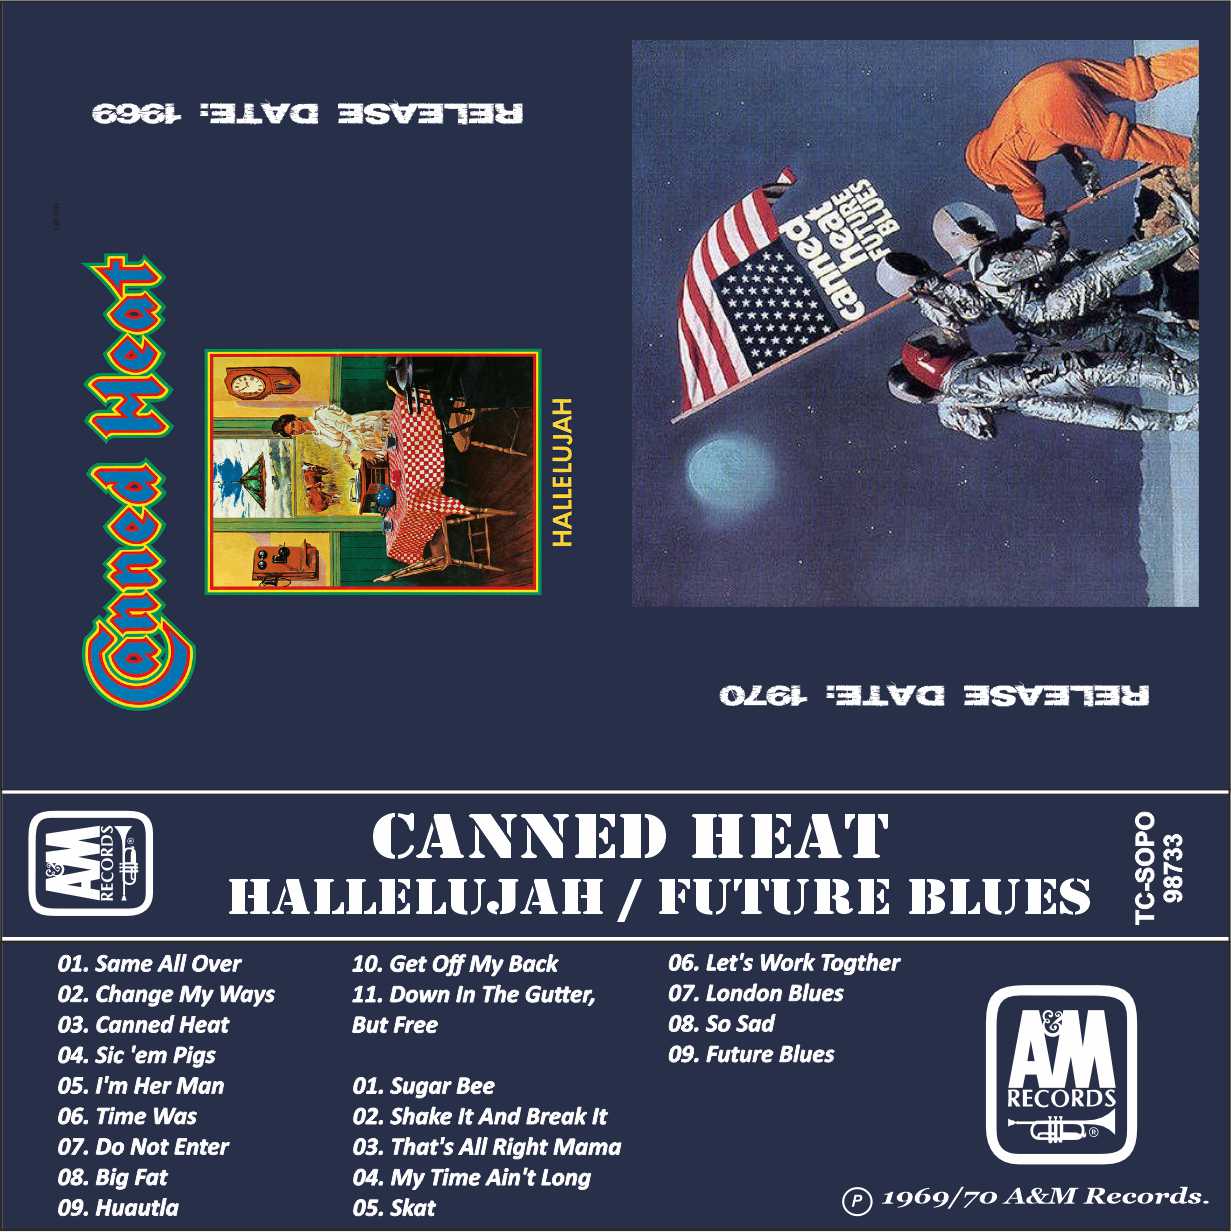 RELEASE DATE: 1969
Canned Heat
HALLELUJAH
canned
heat
FUTURE
BLUES
RELEASE DATE: 1970
A&M
RECORDS
®
CANNED HEAT
HALLELUJAH / FUTURE BLUES
TC-SOPO
98733
01. Same All Over
02. Change My Ways
03. Canned Heat
04. Sic 'em Pigs
05. I'm Her Man
06. Time Was
07. Do Not Enter
08. Big Fat
09. Huautla
10. Get Off My Back
11. Down In The Gutter,
But Free
01. Sugar Bee
02. Shake It And Break It
03. That's All Right Mama
04. My Time Ain't Long
05. Skat
06. Let's Work Togther
07. London Blues
08. So Sad
09. Future Blues
A&M
RECORDS
®
℗ 1969/70 A&M Records.